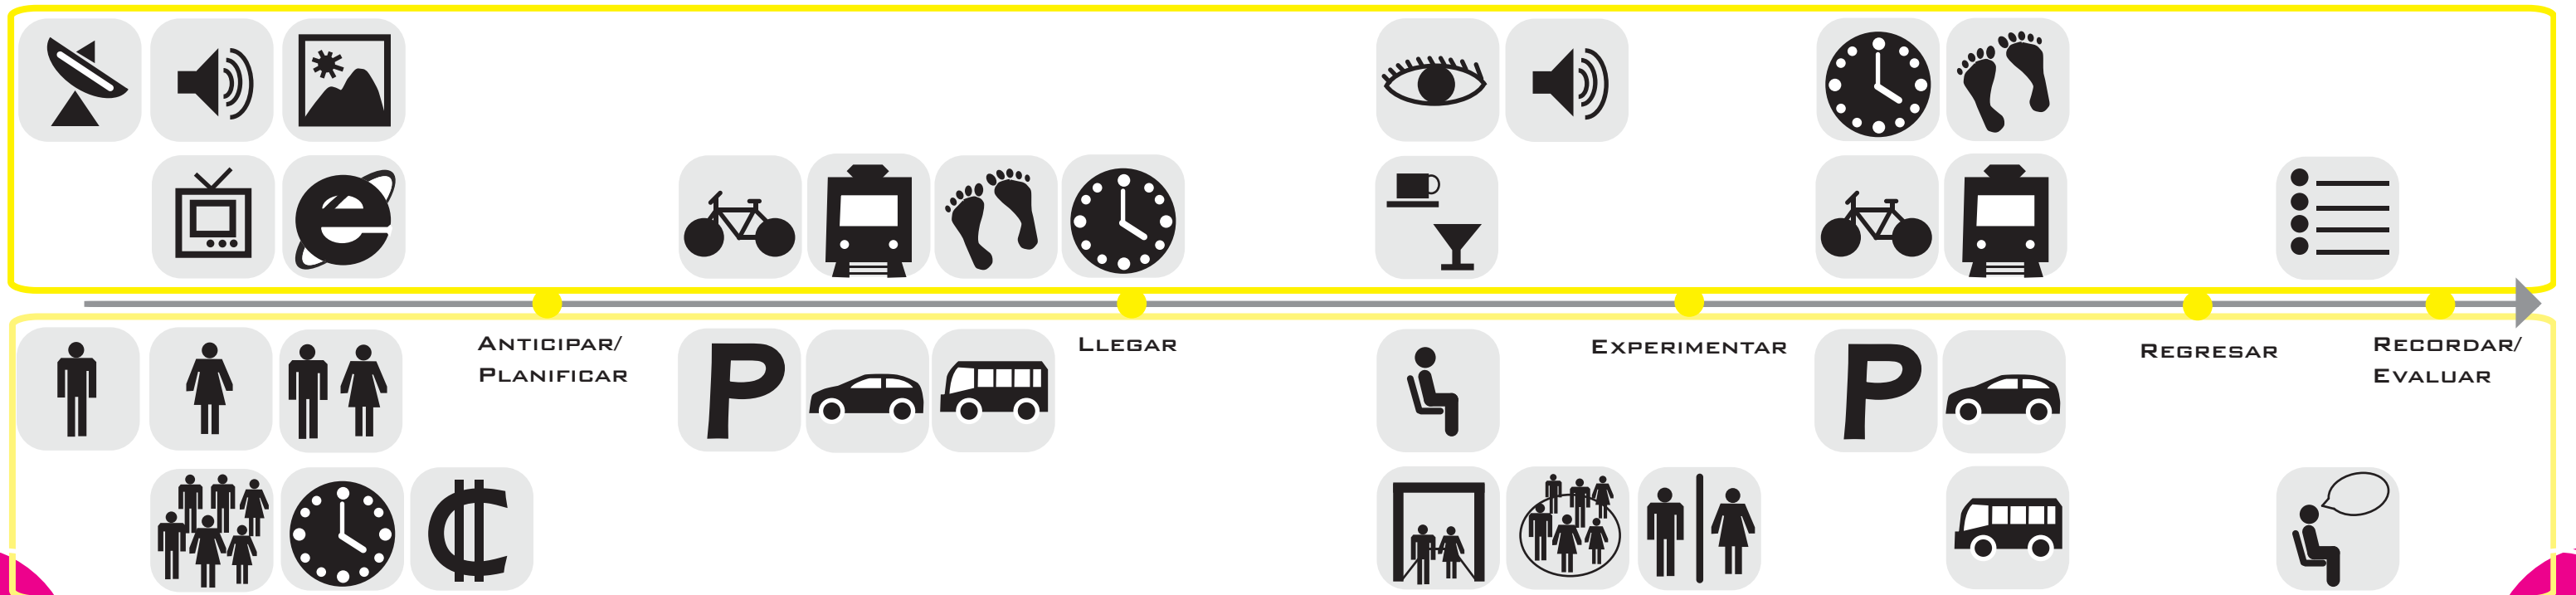 Anticipar/
Planificar
Llegar
Experimentar
Regresar
Recordar/
Evaluar
P
P
₡
e